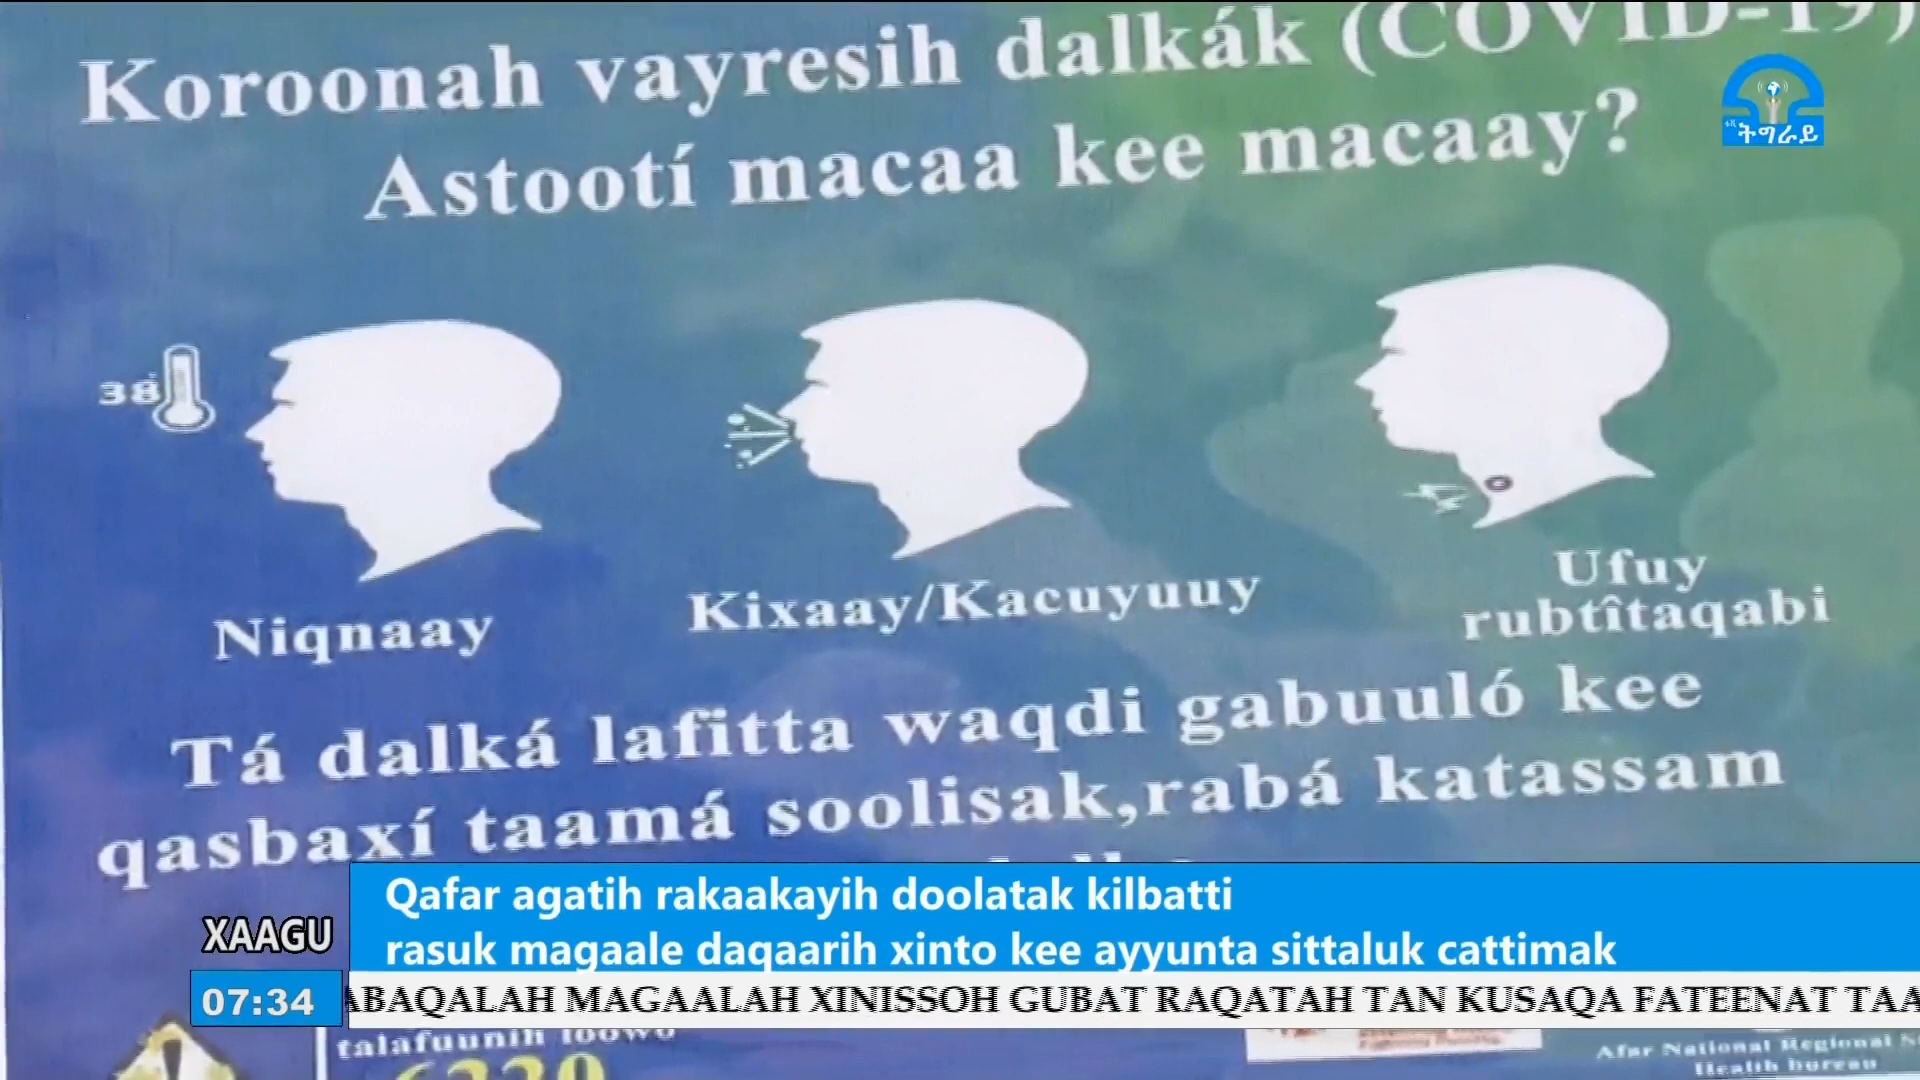 Koroonah vayresih dalkák (COVID-19)
Astootí macaa kee macaay?
ትግራይ
38
Niqnaay
Kixaay/Kacuyuuy
Ufuy
rubtîtaqabi
Tá dalká lafitta waqdi gabuuló kee
qasbaxí taamá soolisak,rabá katassam
XAAGU
Qafar agatih rakaakayih doolatak kilbatti
rasuk magaale daqaarih xinto kee ayyunta sittaluk cattimak
07:34
ABAQALAH MAGAALAH XINISSOH GUBAT RAQATAH TAN KUSAQA FATEENAT TAA
talafuunih loowo
6220
Afar National Regional
Health bureau